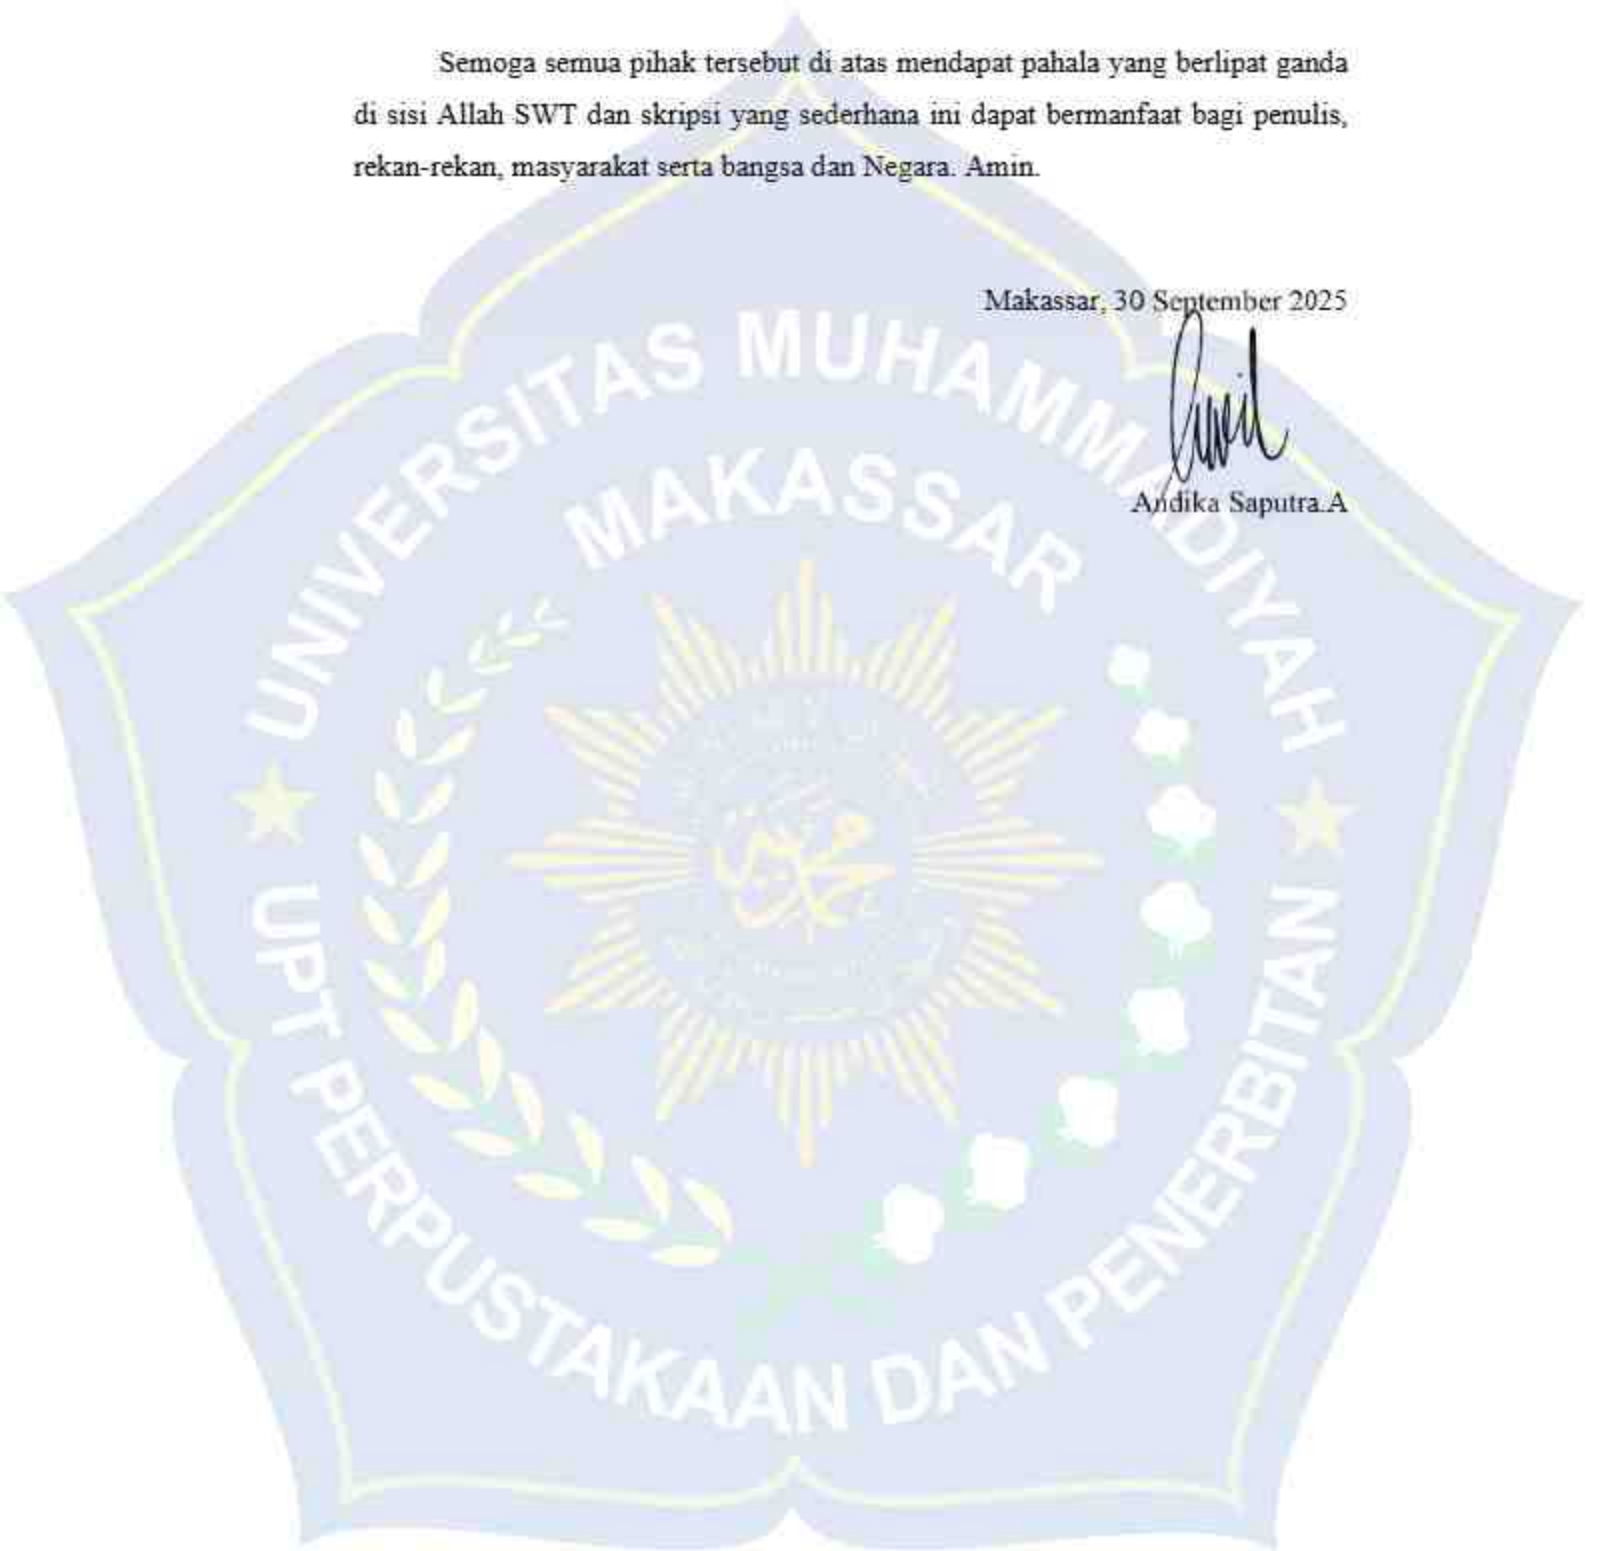 Semoga semua pihak tersebut di atas mendapat pahala yang berlipat ganda
di sisi Allah SWT dan skripsi yang sederhana ini dapat bermanfaat bagi penulis,
rekan-rekan, masyarakat serta bangsa dan Negara. Amin.
Makassar, 30 September 2025
Andika Saputra.A
UNIVERSITAS MUHAMMADIYAH
MAKASSAR
UPT PERPUSTAKAAN DAN PENERBITAN